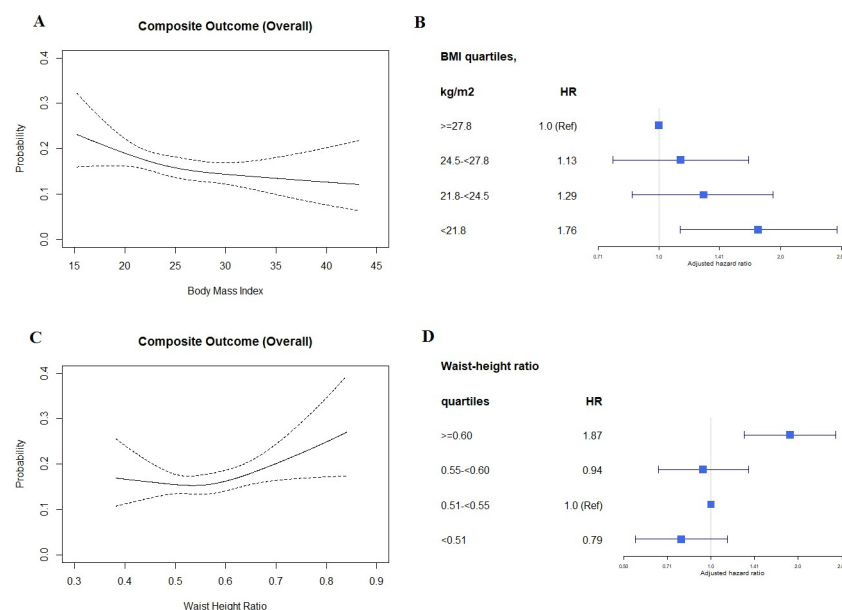 A
Composite Outcome (Overall)
Probability
0.0
0.1
0.2
0.3
0.4
15 20 25 30 35 40 45
Body Mass Index
B
BMI quartiles,
kg/m2 HR
>=27.8 1.0 (Ref)
24.5-<27.8 1.13
21.8-<24.5 1.29
<21.8 1.76
0.71 1.0 1.41 2.0
Adjusted hazard ratio
C
Composite Outcome (Overall)
Probability
0.0
0.1
0.2
0.3
0.4
0.3 0.4 0.5 0.6 0.7 0.8 0.9
Waist Height Ratio
D
Waist-height ratio
quartiles HR
>=0.60 1.87
0.55-<0.60 0.94
0.51-<0.55 1.0 (Ref)
<0.51 0.79
0.50 0.71 1.0 1.41 2.0
Adjusted hazard ratio